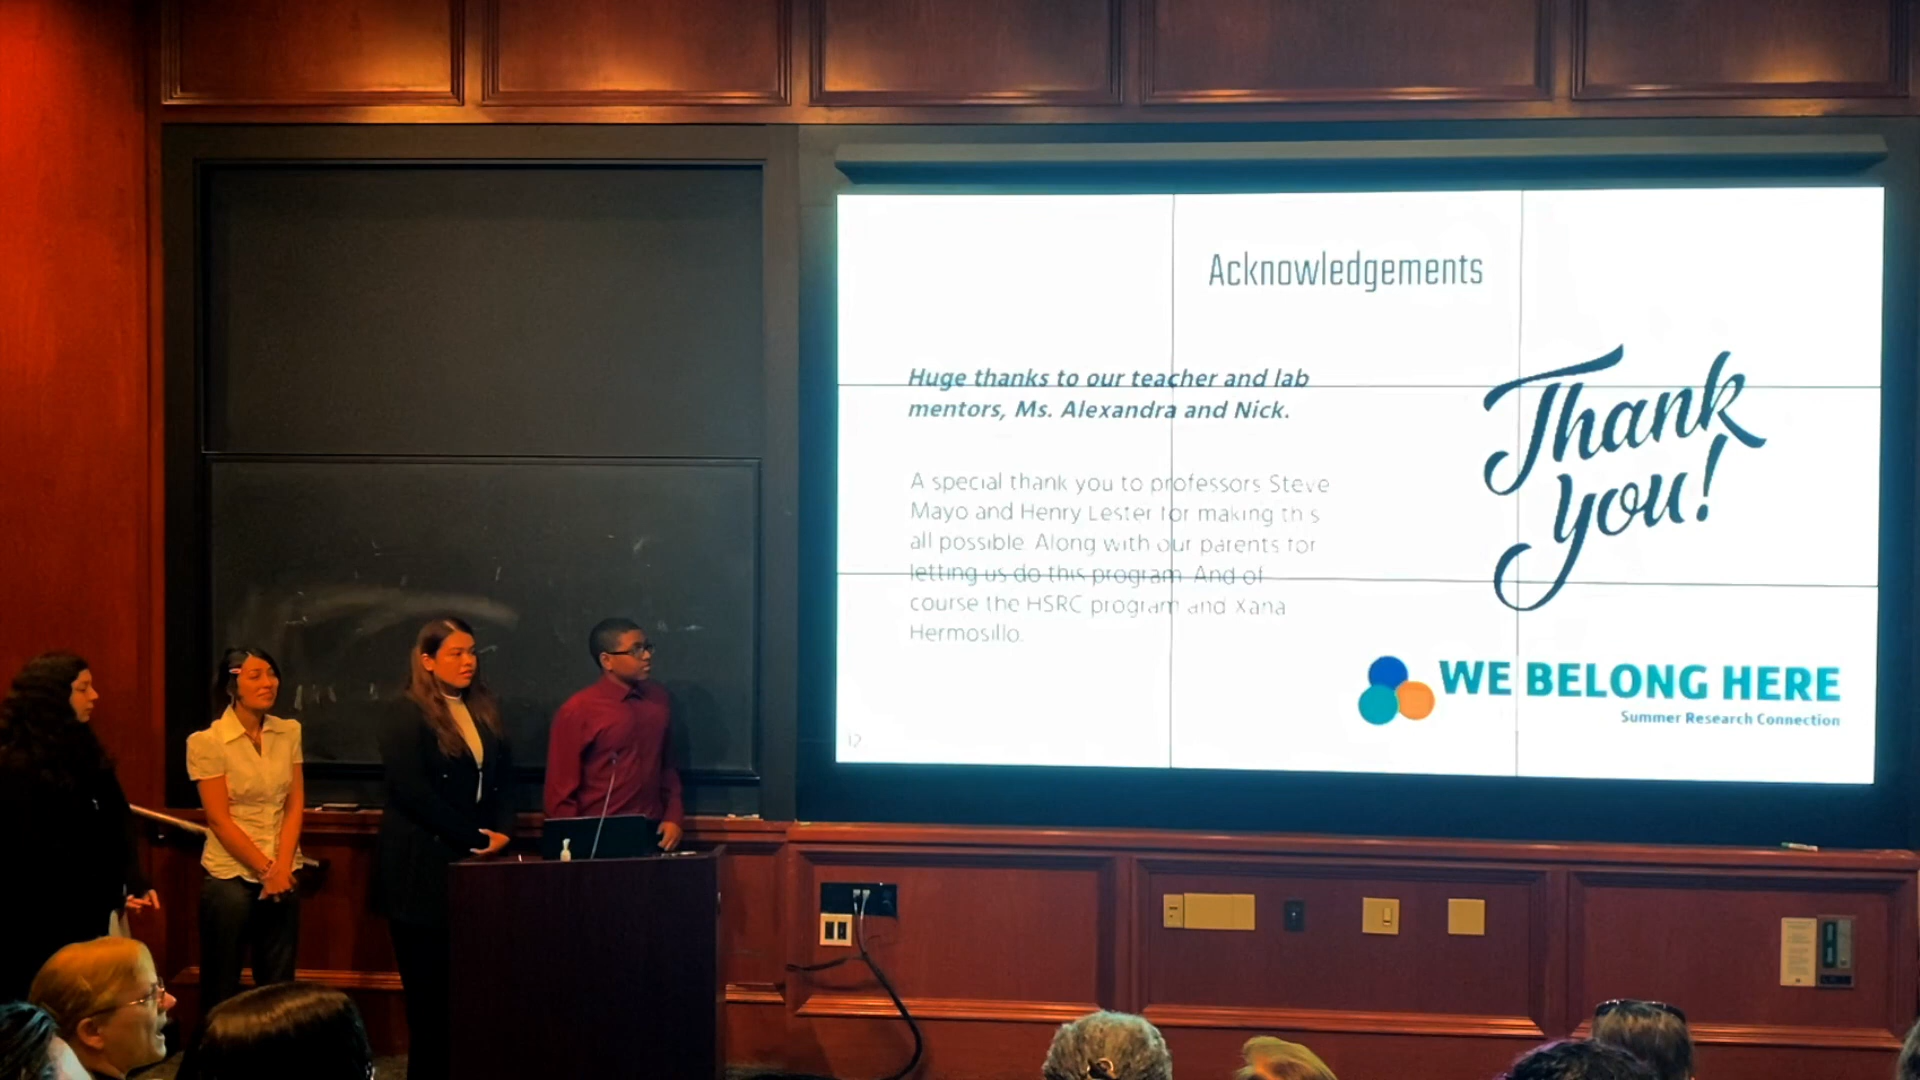 Acknowledgements
Huge thanks to our teacher and lab
mentors, Ms. Alexandra and Nick.
A special thank you to professors Steve
Mayo and Henry Lester for making this
all possible. Along with our parents for
letting us do this program. And of
course the HSRC program and Xana
Hermosillo.
Thank
you!
WE BELONG HERE
Summer Research Connection
12